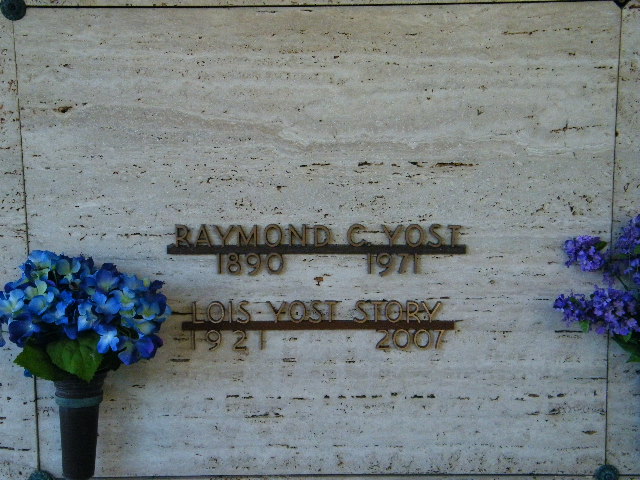 RAYMOND C. YOST
1890 1971
LOIS YOST STORY
1921 2007